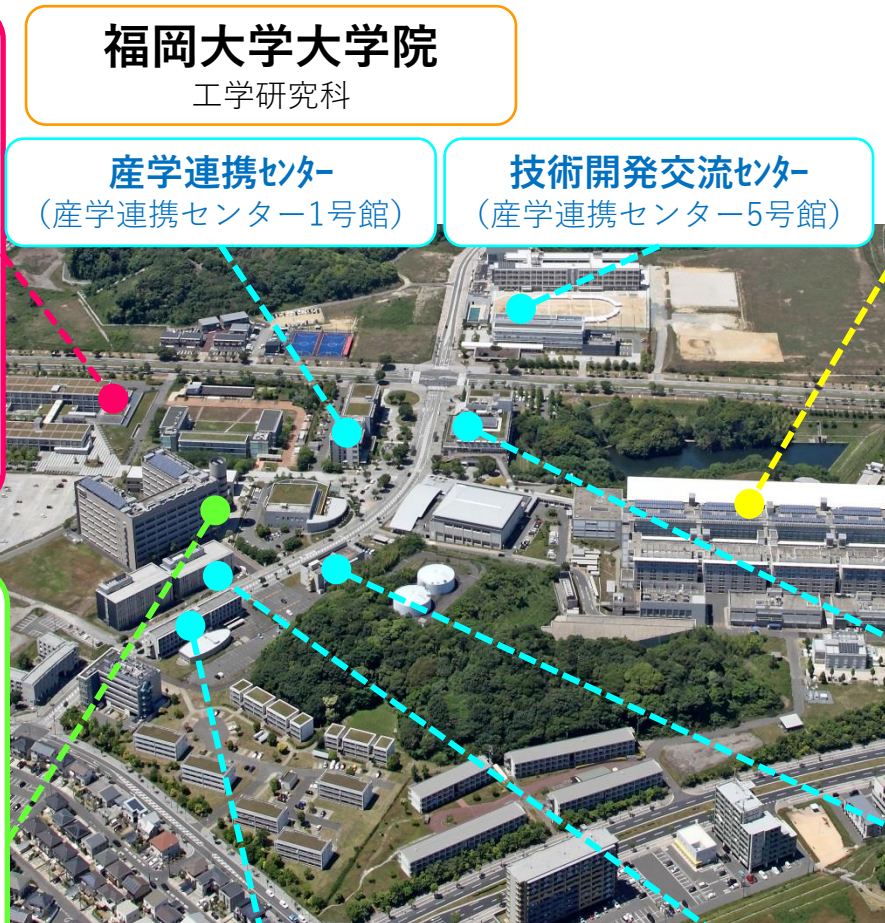 福岡大学大学院
工学研究科
産学連携ｾﾝﾀｰ
（産学連携センター1号館）
技術開発交流ｾﾝﾀｰ
（産学連携センター5号館）